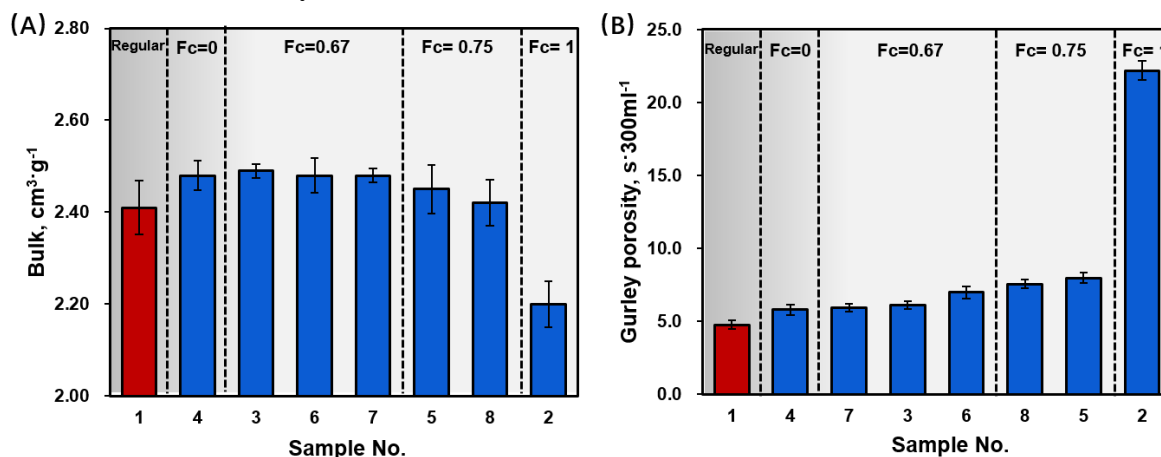 (A)
2.80
2.60
2.40
2.20
2.00
Bulk, cm³·g⁻¹
Regular
Fc=0
Fc=0.67
Fc= 0.75
Fc= 1
1 4 3 6 7 5 8 2
Sample No.
(B)
25.0
20.0
15.0
10.0
5.0
0.0
Gurley porosity, s·300ml⁻¹
Regular
Fc=0
Fc=0.67
Fc= 0.75
Fc=
1 4 7 3 6 8 5 2
Sample No.